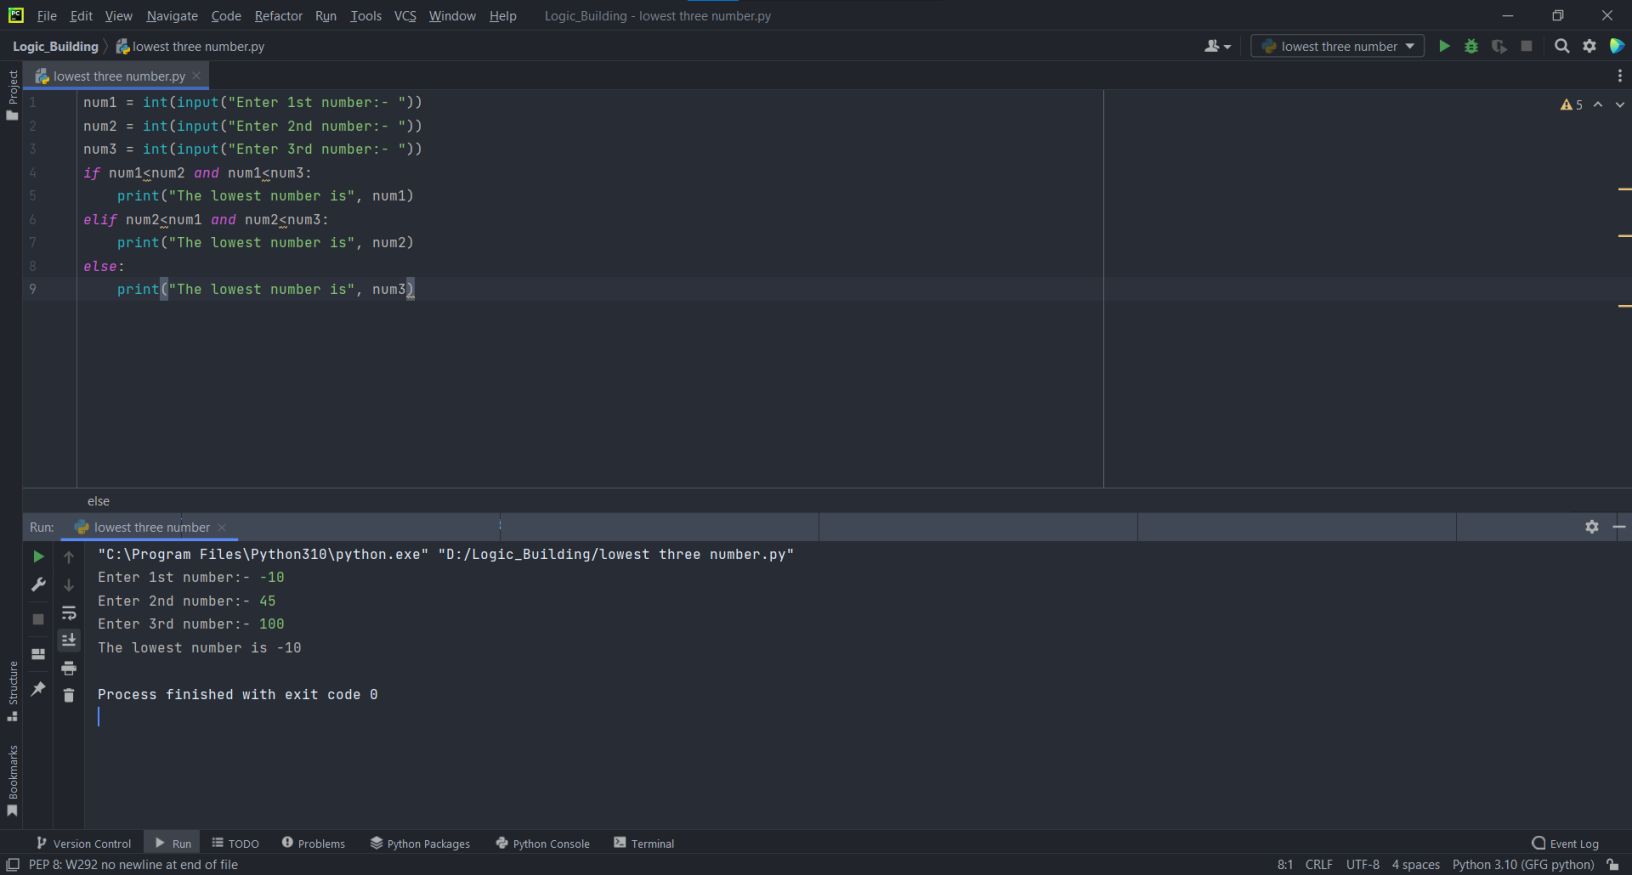 PC File Edit View Navigate Code Refactor Run Tools VCS Window Help Logic_Building - lowest three number.py
Logic_Building lowest three number.py lowest three number
Project
lowest three number.py
1 num1 = int(input("Enter 1st number:- "))
2 num2 = int(input("Enter 2nd number:- "))
3 num3 = int(input("Enter 3rd number:- "))
4 if num1<num2 and num1<num3:
5 print("The lowest number is", num1)
6 elif num2<num1 and num2<num3:
7 print("The lowest number is", num2)
8 else:
9 print("The lowest number is", num3)
5
else
Run: lowest three number
"C:\Program Files\Python310\python.exe" "D:/Logic_Building/lowest three number.py"
Enter 1st number:- -10
Enter 2nd number:- 45
Enter 3rd number:- 100
The lowest number is -10
Process finished with exit code 0
Structure
Bookmarks
Version Control Run TODO Problems Python Packages Python Console Terminal Event Log
PEP 8: W292 no newline at end of file 8:1 CRLF UTF-8 4 spaces Python 3.10 (GFG python)